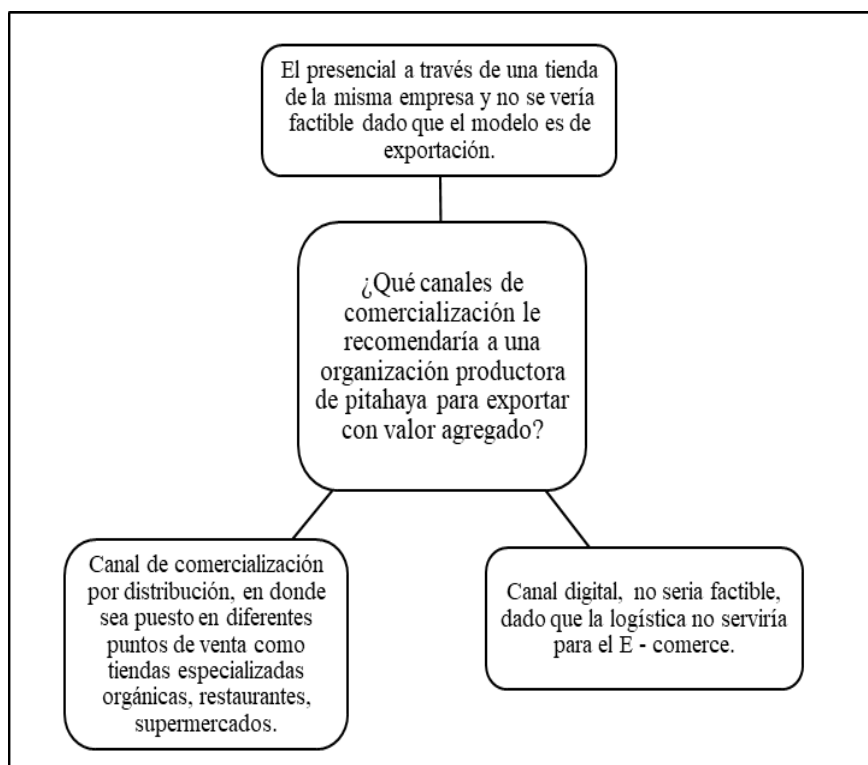 El presencial a través de una tienda
de la misma empresa y no se vería
factible dado que el modelo es de
exportación.
¿Qué canales de
comercialización le
recomendaría a una
organización productora
de pitahaya para exportar
con valor agregado?
Canal de comercialización
por distribución, en donde
sea puesto en diferentes
puntos de venta como
tiendas especializadas
orgánicas, restaurantes,
supermercados.
Canal digital, no seria factible,
dado que la logística no serviría
para el E - comerce.